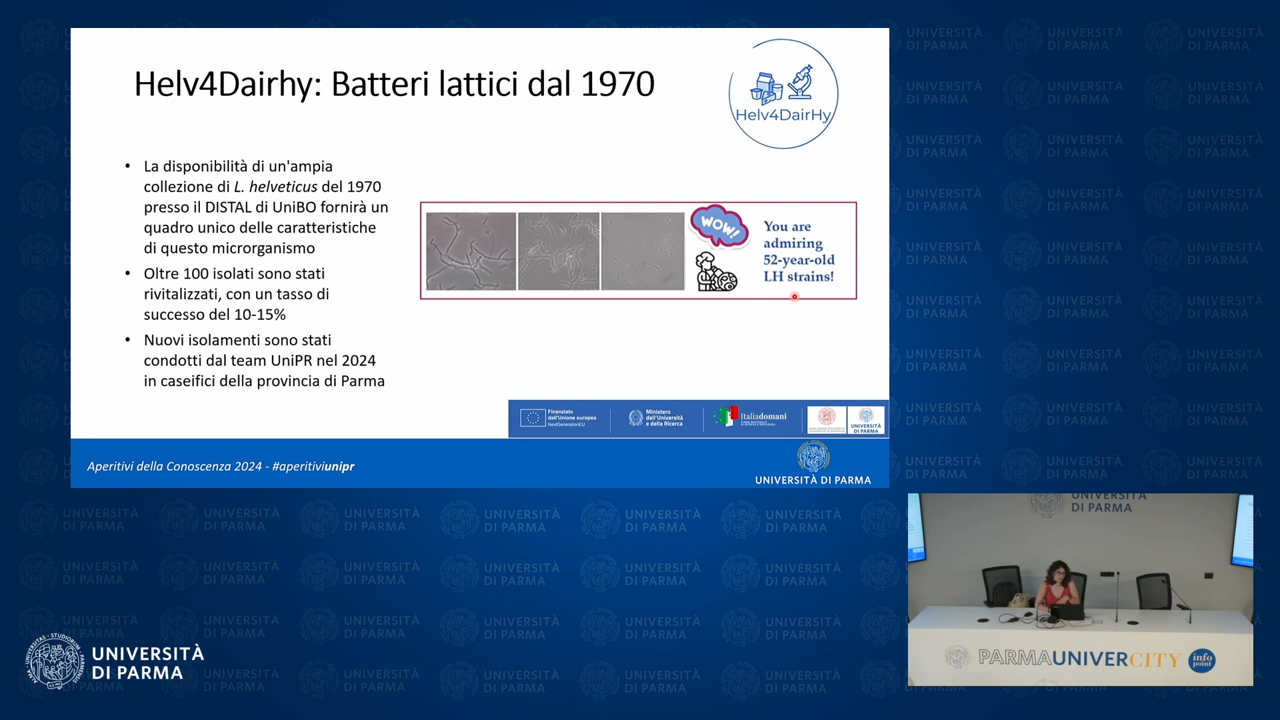 Helv4Dairhy: Batteri lattici dal 1970
Helv4DairHy
• La disponibilità di un'ampia
collezione di L. helveticus del 1970
presso il DISTAL di UniBO fornirà un
quadro unico delle caratteristiche
di questo microrganismo
• Oltre 100 isolati sono stati
rivitalizzati, con un tasso di
successo del 10-15%
• Nuovi isolamenti sono stati
condotti dal team UniPR nel 2024
in caseifici della provincia di Parma
WOW!
You are
admiring
52-year-old
LH strains!
Finanziato
dall'Unione europea
NextGenerationEU
Ministero
dell'Università
e della Ricerca
Italiadomani
UNIVERSITÀ
DI PARMA
Aperitivi della Conoscenza 2024 - #aperitiviunipr
UNIVERSITÀ DI PARMA
UNIVERSITÀ
DI PARMA
PARMAUNIVERCITY
info
point
UNIVERSITÀ
DI PARMA